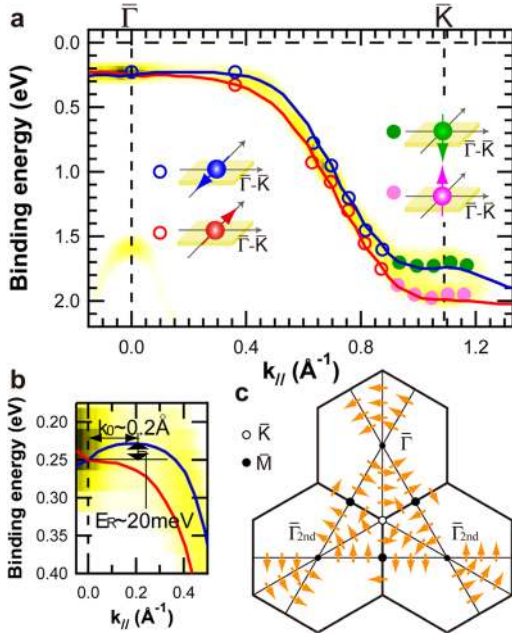 a
Γ̄
K̄
0.0
0.5
1.0
1.5
2.0
Binding energy (eV)
Γ̄-K̄
Γ̄-K̄
Γ̄-K̄
Γ̄-K̄
0.0
0.4
0.8
1.2
k// (Å⁻¹)
b
0.20
0.25
0.30
0.35
0.40
Binding energy (eV)
k₀~0.2Å
E_R~20meV
0.0
0.2
0.4
k// (Å⁻¹)
c
K̄
M̄
Γ̄
Γ̄2nd
Γ̄2nd